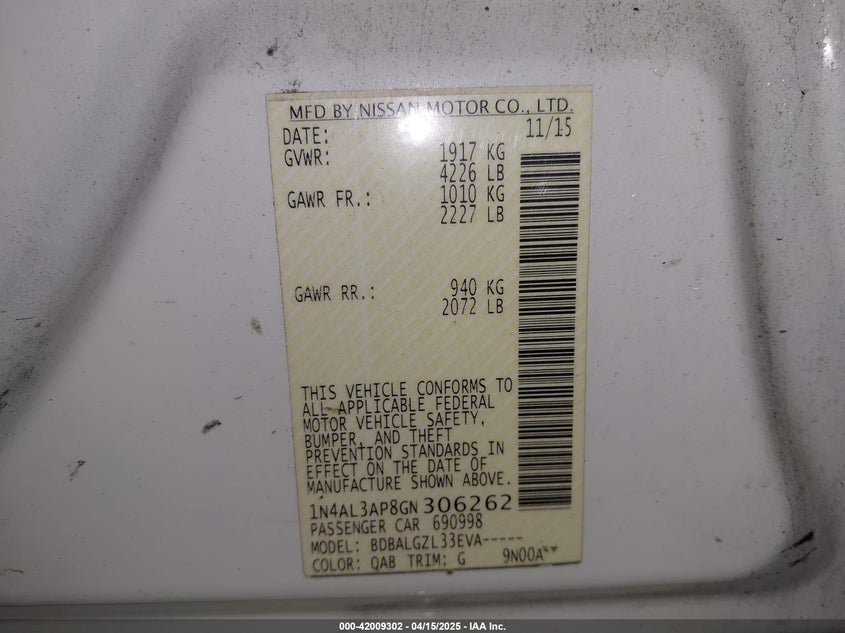 MFD BY NISSAN MOTOR CO., LTD.
DATE: 11/15
GVWR: 1917 KG
4226 LB
GAWR FR.: 1010 KG
2227 LB
GAWR RR.: 940 KG
2072 LB
THIS VEHICLE CONFORMS TO
ALL APPLICABLE FEDERAL
MOTOR VEHICLE SAFETY,
BUMPER, AND THEFT
PREVENTION STANDARDS IN
EFFECT ON THE DATE OF
MANUFACTURE SHOWN ABOVE.
1N4AL3AP8GN306262
PASSENGER CAR 690998
MODEL: BDBALGZL33EVA-----
COLOR: QAB TRIM: G 9N00A
000-42009302 - 04/15/2025 - IAA Inc.